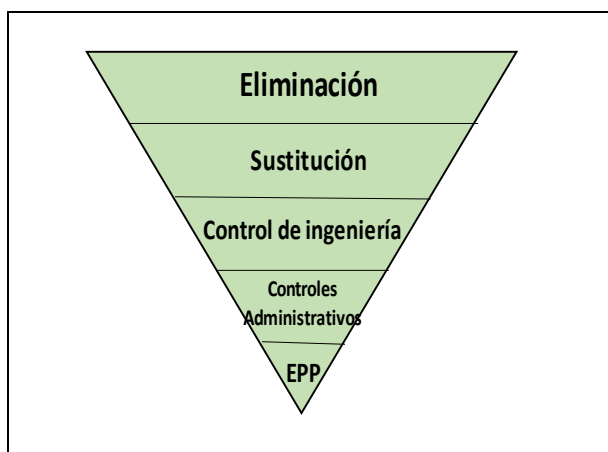 Eliminación
Sustitución
Control de ingeniería
Controles
Administrativos
EPP